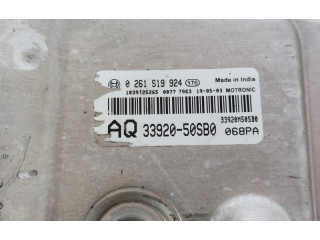 0 261 S19 924 175 Made in India
1039T25265 0077 7963 19-05-03 MOTRONIC
33920M50SB0
AQ 33920-50SB0 068PA